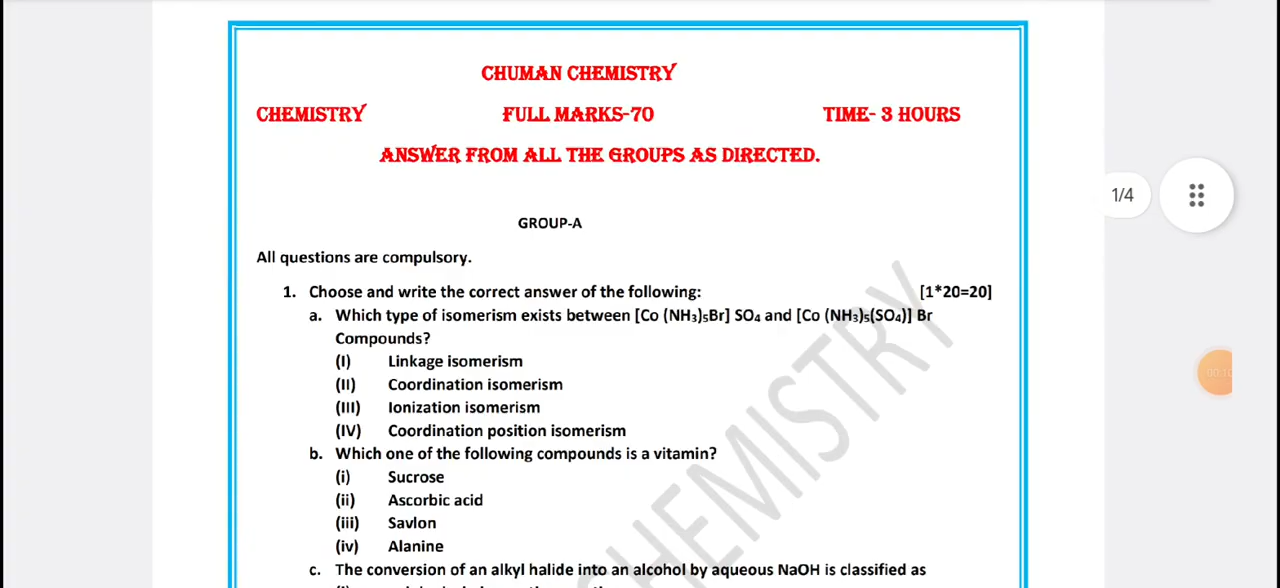 CHUMAN CHEMISTRY
CHEMISTRY FULL MARKS-70 TIME- 3 HOURS
ANSWER FROM ALL THE GROUPS AS DIRECTED.
1/4
GROUP-A
All questions are compulsory.
1. Choose and write the correct answer of the following: [1*20=20]
a. Which type of isomerism exists between [Co (NH₃)₅Br] SO₄ and [Co (NH₃)₅(SO₄)] Br
Compounds?
(I) Linkage isomerism
(II) Coordination isomerism
(III) Ionization isomerism
(IV) Coordination position isomerism
b. Which one of the following compounds is a vitamin?
(i) Sucrose
(ii) Ascorbic acid
(iii) Savlon
(iv) Alanine
c. The conversion of an alkyl halide into an alcohol by aqueous NaOH is classified as
CHEMISTRY